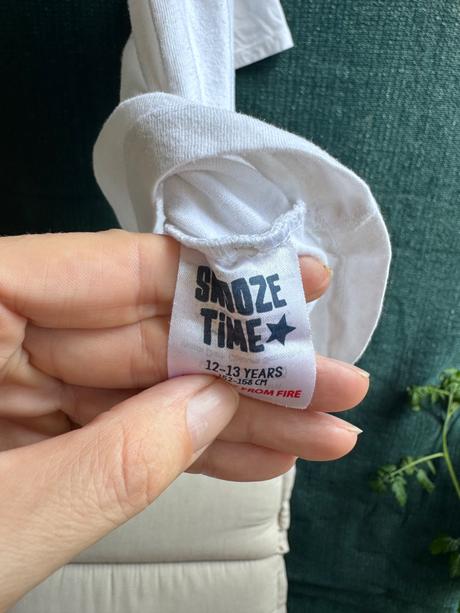 SNOOZE
TiME
12-13 YEARS
152-158 CM
FROM FIRE